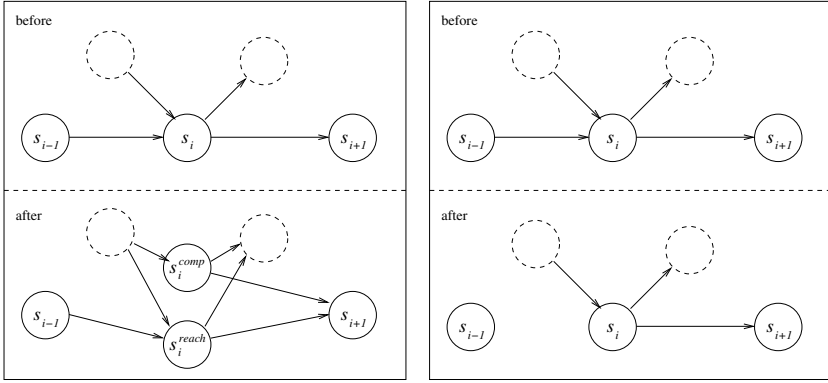 before
s_{i-1} s_i s_{i+1}
after
s_i^{comp}
s_{i-1} s_{i+1}
s_i^{reach}
before
s_{i-1} s_i s_{i+1}
after
s_{i-1} s_i s_{i+1}